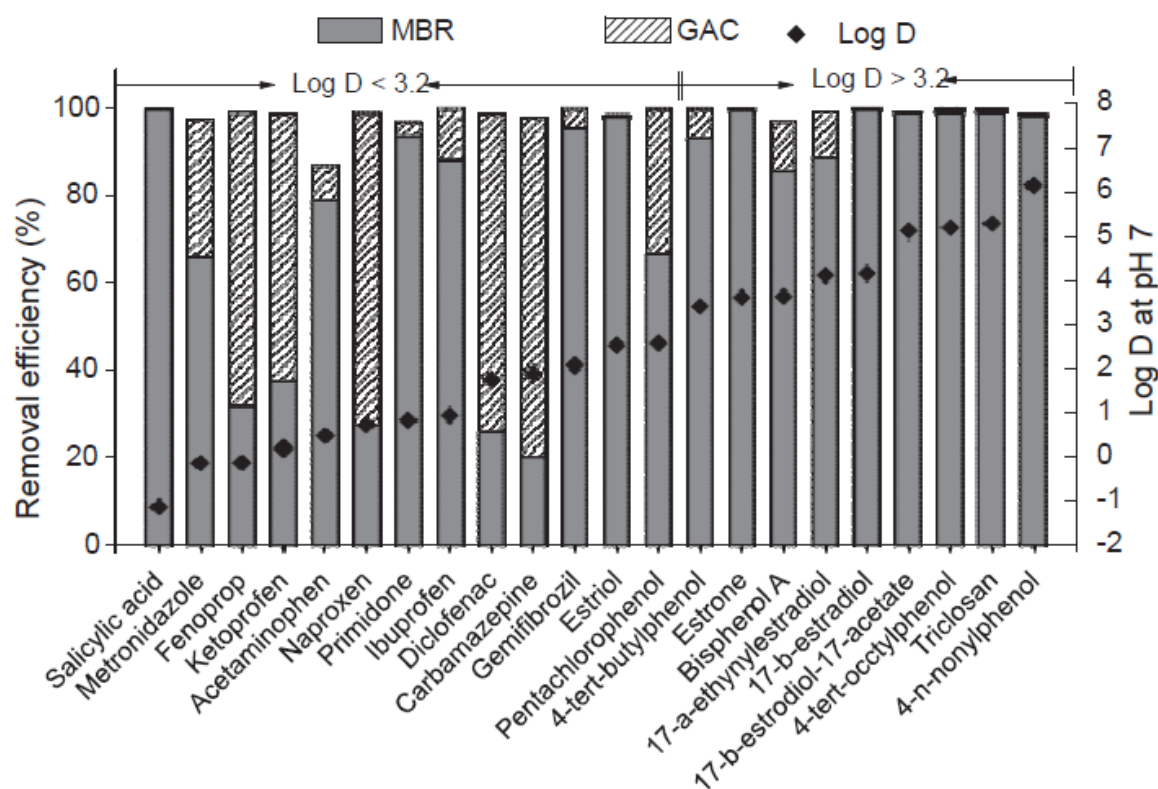 MBR GAC Log D
Log D < 3.2 Log D > 3.2
Removal efficiency (%)
100
80
60
40
20
0
8
7
6
5
4
3
2
1
0
-1
-2
Log D at pH 7
Salicylic acid
Metronidazole
Fenoprop
Ketoprofen
Acetaminophen
Naproxen
Primidone
Ibuprofen
Diclofenac
Carbamazepine
Gemifibrozil
Estriol
Pentachlorophenol
4-tert-butylphenol
Estrone
Bisphenol A
17-a-ethynylestradiol
17-b-estradiol
17-b-estrodiol-17-acetate
4-tert-occtylphenol
Triclosan
4-n-nonylphenol